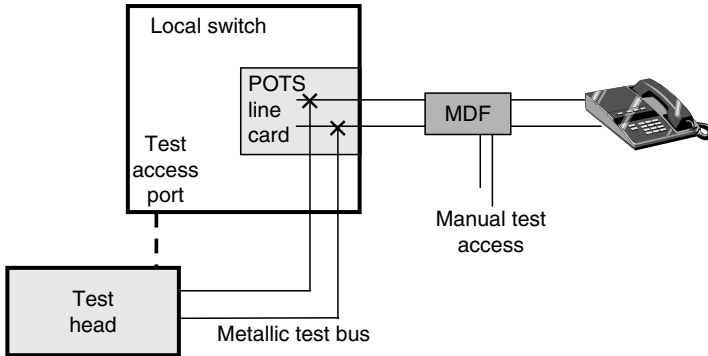 Local switch
POTS
line
card
MDF
Test
access
port
Manual test
access
Test
head
Metallic test bus